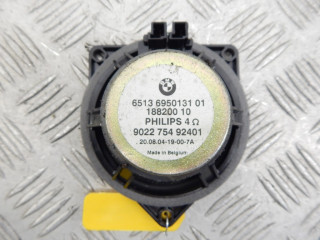 6513 6950131 01
188200 10
PHILIPS 4 Ω
9022 754 92401
20.08.04-19-00-7A
Made in Belgium